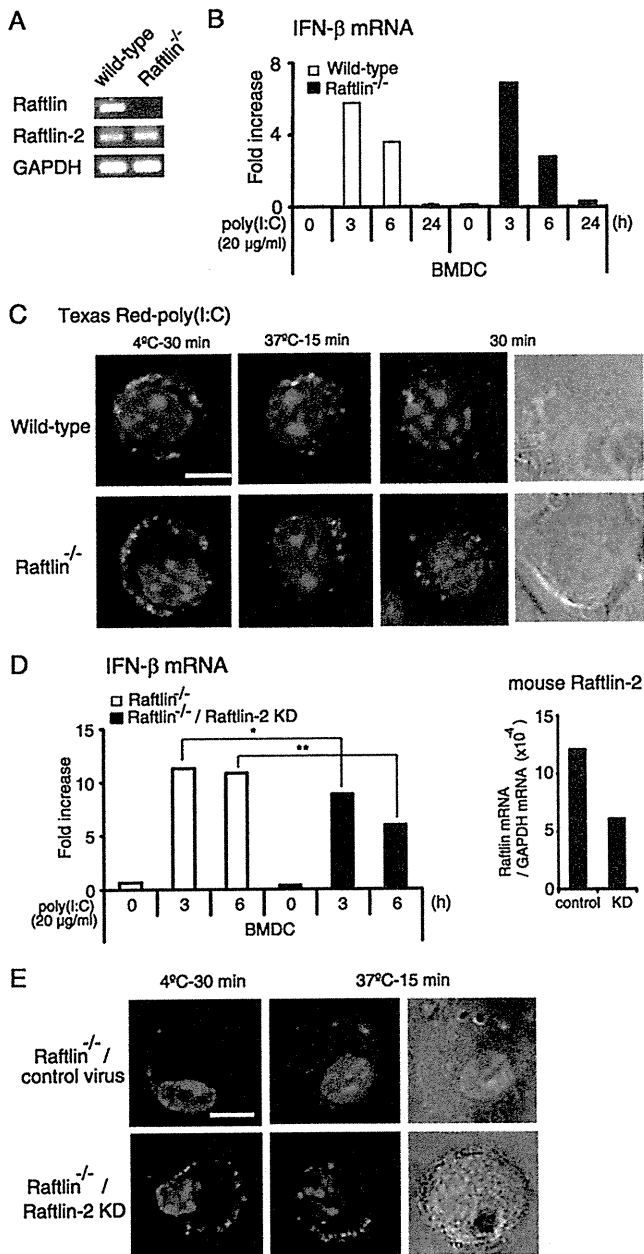 A
wild-type
Raftlin-/-
Raftlin
Raftlin-2
GAPDH
B
IFN-β mRNA
Wild-type
Raftlin-/-
Fold increase
8
4
0
poly(I:C)
(20 μg/ml)
0 3 6 24 0 3 6 24 (h)
BMDC
C
Texas Red-poly(I:C)
4ºC-30 min 37ºC-15 min 30 min
Wild-type
Raftlin-/-
D
IFN-β mRNA
Raftlin-/-
Raftlin-/- / Raftlin-2 KD
Fold increase
15
10
5
0
* 
**
poly(I:C)
(20 μg/ml)
0 3 6 0 3 6 (h)
BMDC
mouse Raftlin-2
Raftlin mRNA
/ GAPDH mRNA (x10-4)
15
10
5
0
control KD
E
4ºC-30 min 37ºC-15 min
Raftlin-/- /
control virus
Raftlin-/- /
Raftlin-2 KD